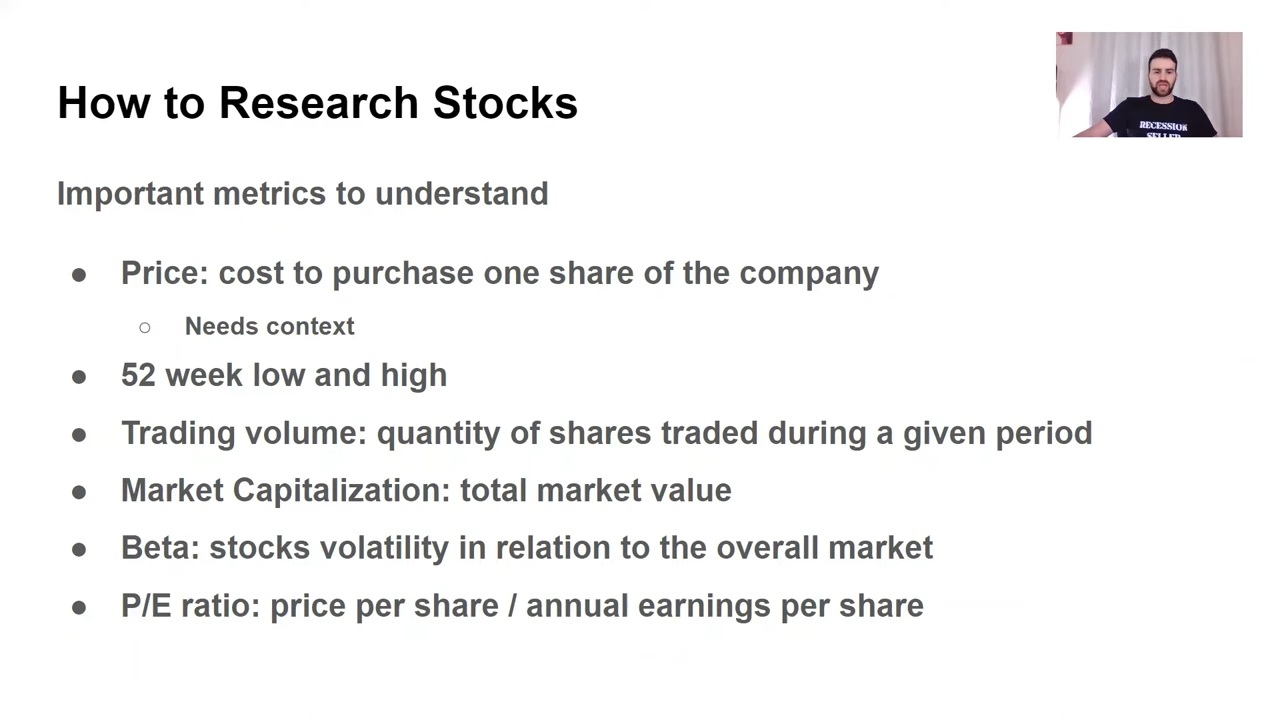 How to Research Stocks
RECESSION
SELLER
Important metrics to understand
● Price: cost to purchase one share of the company
○ Needs context
● 52 week low and high
● Trading volume: quantity of shares traded during a given period
● Market Capitalization: total market value
● Beta: stocks volatility in relation to the overall market
● P/E ratio: price per share / annual earnings per share